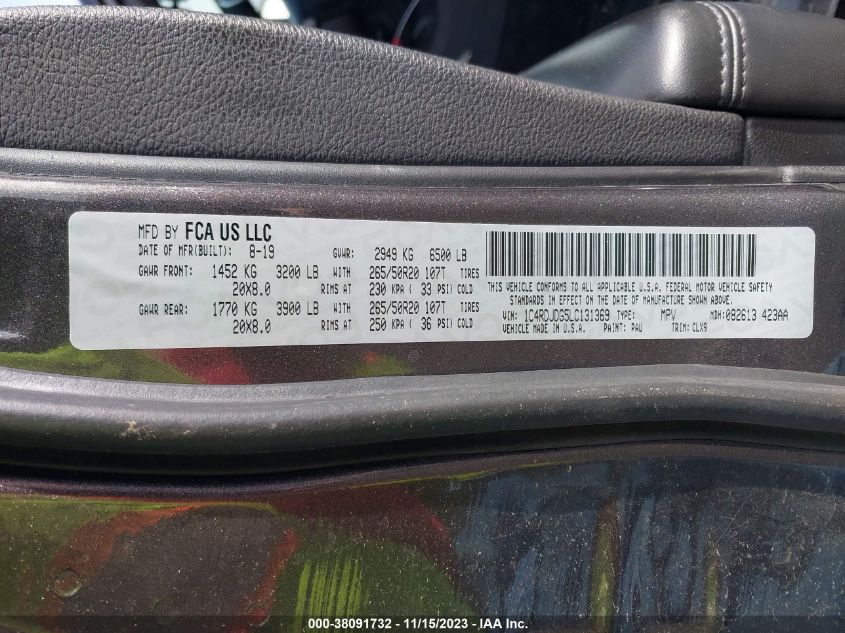 MFD BY FCA US LLC
DATE OF MFR(BUILT): 8-19 GVWR: 2949 KG 6500 LB
GAWR FRONT: 1452 KG 3200 LB WITH 265/50R20 107T TIRES
20X8.0 RIMS AT 230 KPA ( 33 PSI) COLD
GAWR REAR: 1770 KG 3900 LB WITH 265/50R20 107T TIRES
20X8.0 RIMS AT 250 KPA ( 36 PSI) COLD
THIS VEHICLE CONFORMS TO ALL APPLICABLE U.S.A. FEDERAL MOTOR VEHICLE SAFETY
STANDARDS IN EFFECT ON THE DATE OF MANUFACTURE SHOWN ABOVE.
VIN: 1C4RDJDG5LC131369 TYPE: MPV MDH:082613 423AA
VEHICLE MADE IN U.S.A. PAINT: PAU TRIM: CLX9
000-38091732 - 11/15/2023 - IAA Inc.